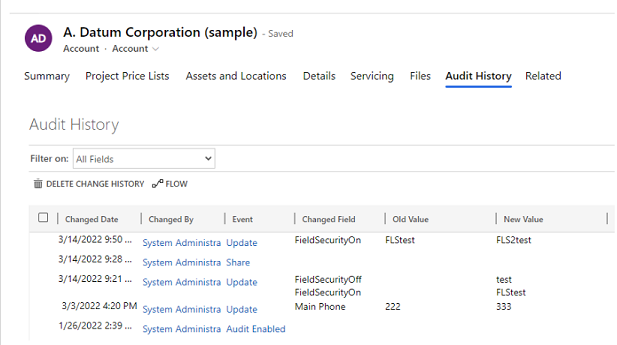 AD
A. Datum Corporation (sample) - Saved
Account · Account
Summary Project Price Lists Assets and Locations Details Servicing Files Audit History Related
Audit History
Filter on: All Fields
DELETE CHANGE HISTORY FLOW
Changed Date Changed By Event Changed Field Old Value New Value
3/14/2022 9:50 ... System Administra Update FieldSecurityOn FLStest FLS2test
3/14/2022 9:28 ... System Administra Share
3/14/2022 9:21 ... System Administra Update FieldSecurityOff test
FieldSecurityOn FLStest
3/3/2022 4:20 PM System Administra Update Main Phone 222 333
1/26/2022 2:39 ... System Administra Audit Enabled